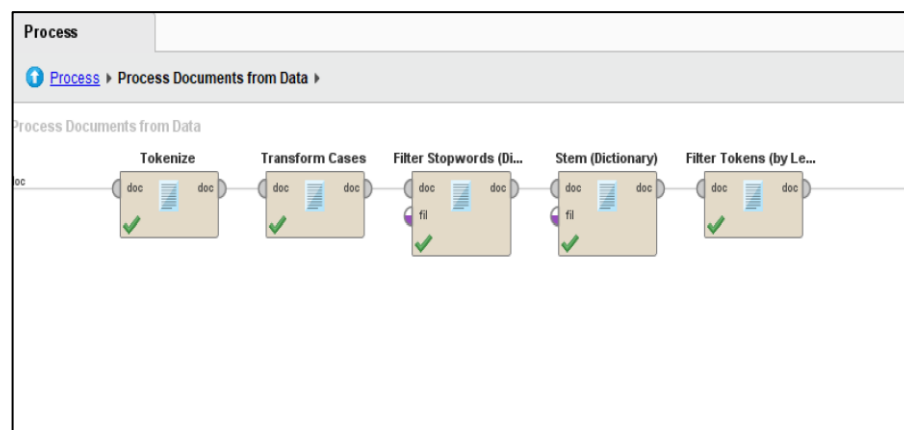 Process
Process ▸ Process Documents from Data ▸
Process Documents from Data
Tokenize Transform Cases Filter Stopwords (Di... Stem (Dictionary) Filter Tokens (by Le...
oc doc doc doc doc doc doc doc doc doc doc
fil fil